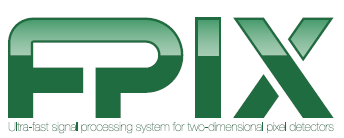 FPIX
Ultra-fast signal processing system for two-dimensional pixel detectors